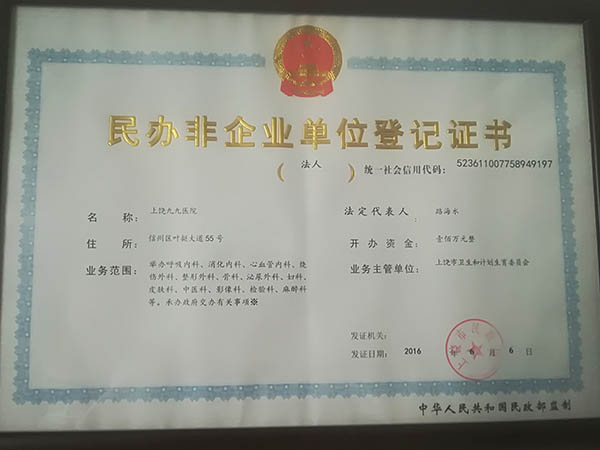 民办非企业单位登记证书
（法人） 统一社会信用代码：523611007758949197
名称：上饶九九医院
住所：信州区叶挺大道55号
业务范围：举办呼吸内科、消化内科、心血管内科、烧
伤外科、整形外科、骨科、泌尿外科、妇科、
皮肤科、中医科、影像科、检验科、麻醉科
等。承办政府交办有关事项※
法定代表人：路海水
开办资金：壹佰万元整
业务主管单位：上饶市卫生和计划生育委员会
发证机关：
发证日期：2016年6月6日
中华人民共和国民政部监制